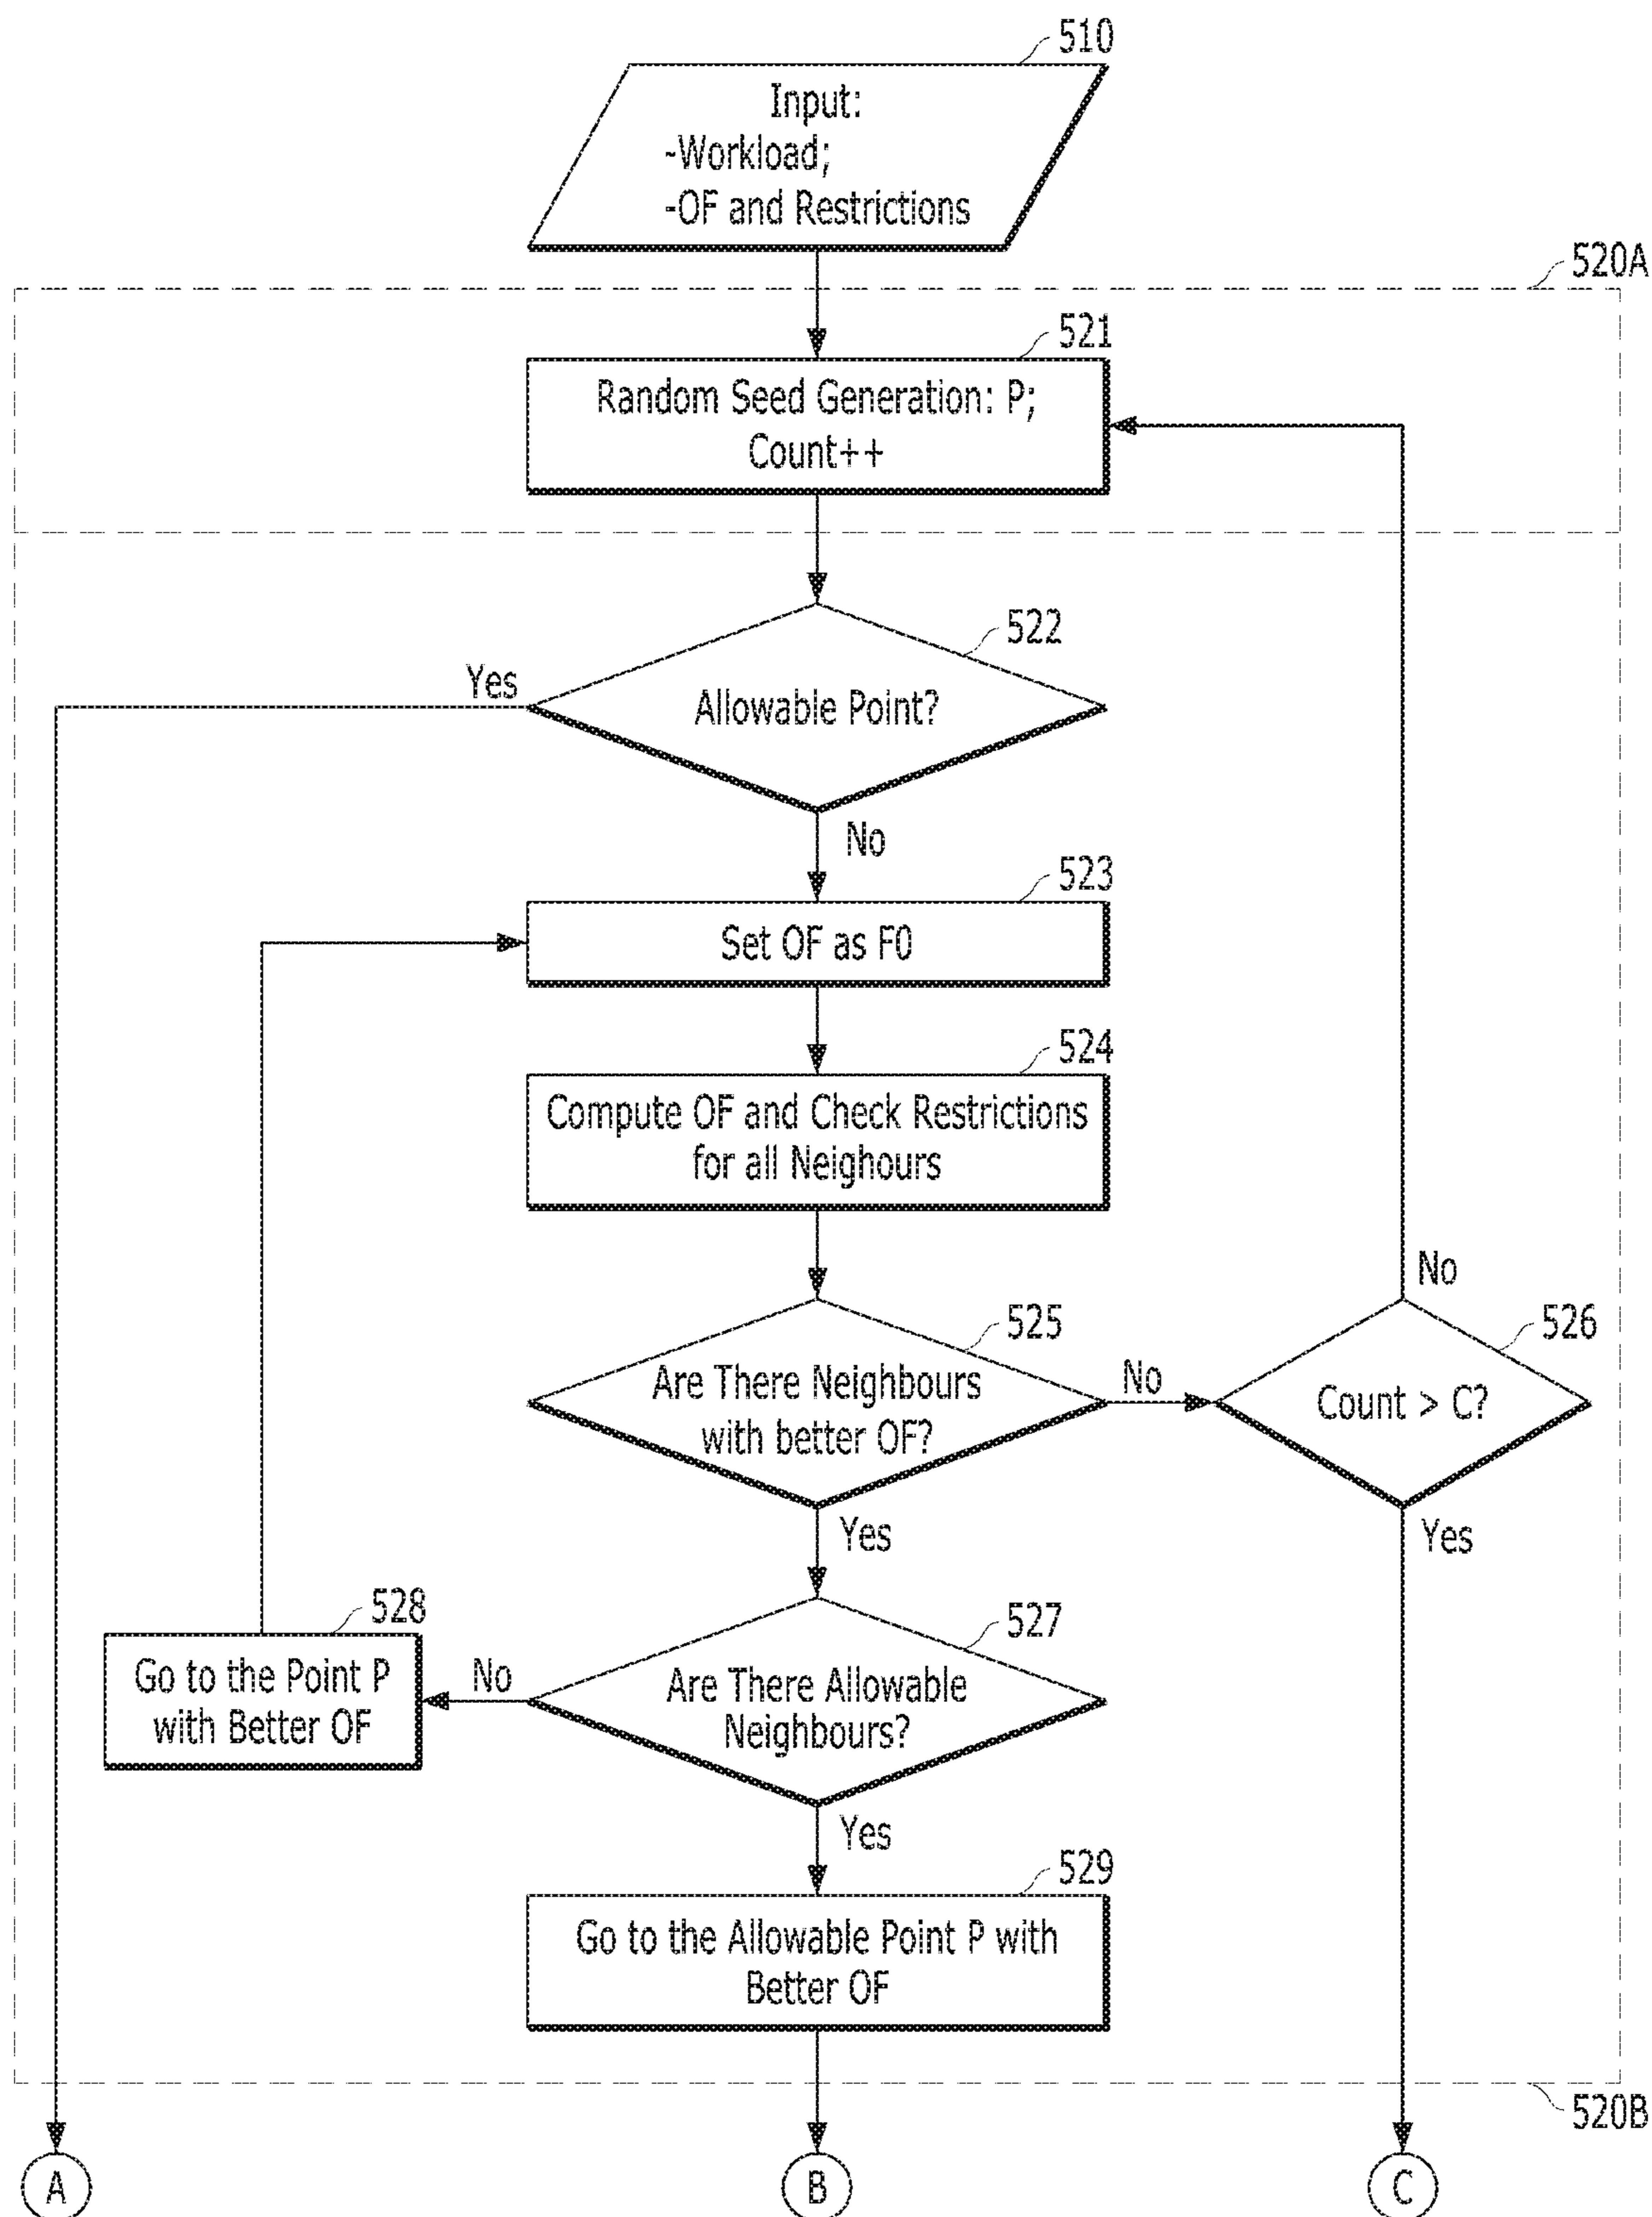 510
Input:
-Workload;
-OF and Restrictions
520A
521
Random Seed Generation: P;
Count++
522
Yes
Allowable Point?
No
523
Set OF as F0
524
Compute OF and Check Restrictions
for all Neighours
No
525
526
Are There Neighbours
with better OF?
No
Count > C?
Yes
Yes
528
527
Go to the Point P
with Better OF
No
Are There Allowable
Neighbours?
Yes
529
Go to the Allowable Point P with
Better OF
520B
A
B
C